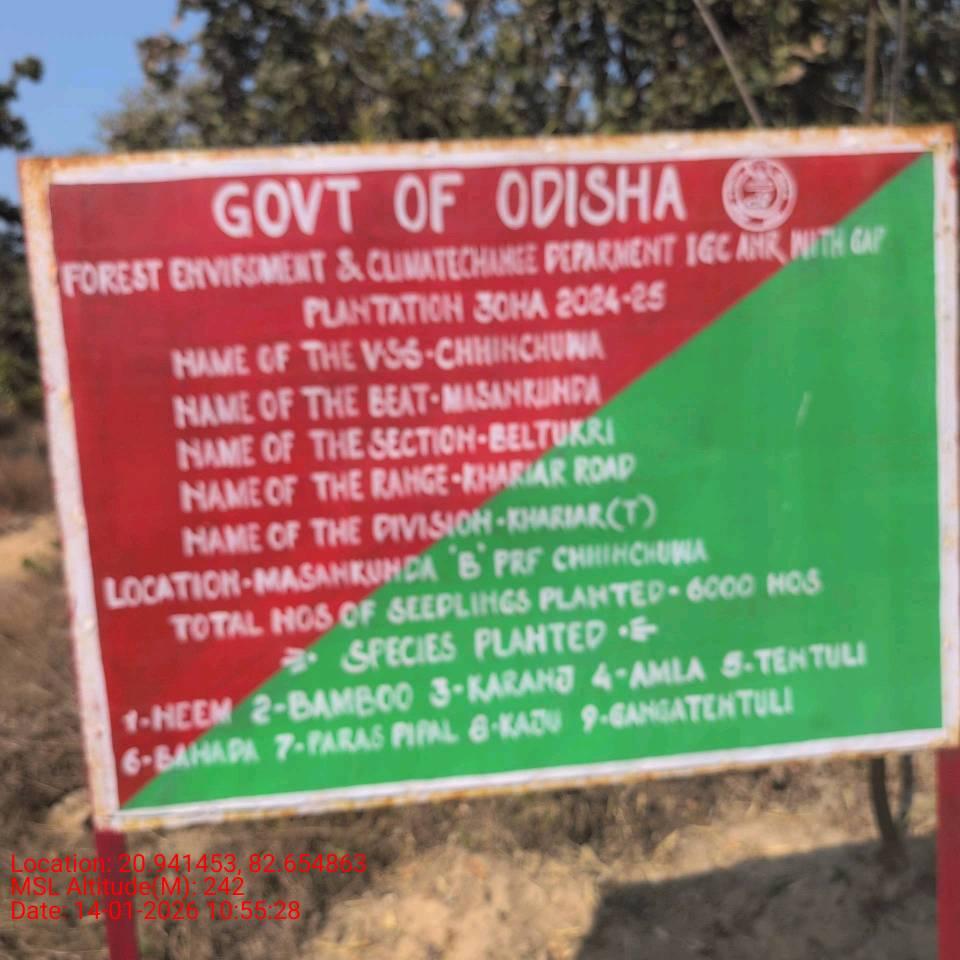 GOVT OF ODISHA
FOREST ENVIROMENT & CLIMATECHANGE DEPARMENT IGC ANR WITH GAP
PLANTATION 30HA 2024-25
NAME OF THE VSS-CHHINCHUWA
NAME OF THE BEAT-MASANKUNDA
NAME OF THE SECTION-BELTUKRI
NAME OF THE RANGE-KHARIAR ROAD
NAME OF THE DIVISION-KHARIAR(T)
LOCATION-MASANKUNDA 'B' PRF CHHINCHUWA
TOTAL NOS OF SEEDLINGS PLANTED-6000 NOS
SPECIES PLANTED
1-NEEM 2-BAMBOO 3-KARANJ 4-AMLA 5-TENTULI
6-BAHADA 7-PARAS PIPAL 8-KAJU 9-GANGATENTULI
Location: 20.941453, 82.654863
MSL Altitude(M): 242
Date: 14-01-2026 10:55:28